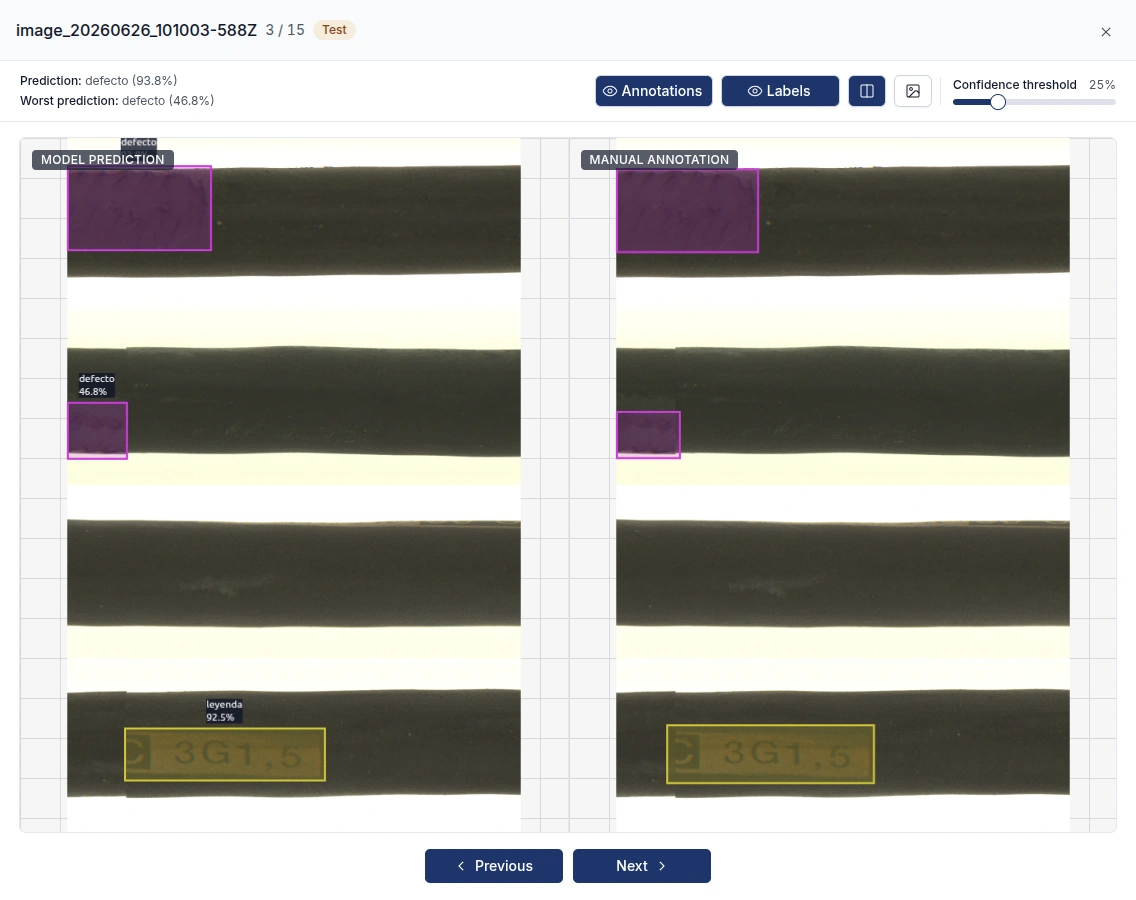 image_20260626_101003-588Z 3 / 15 Test
Prediction: defecto (93.8%)
Worst prediction: defecto (46.8%)
Annotations
Labels
Confidence threshold 25%
defecto
MODEL PREDICTION
MANUAL ANNOTATION
defecto
46.8%
leyenda
92.5%
3G1,5
3G1,5
Previous
Next